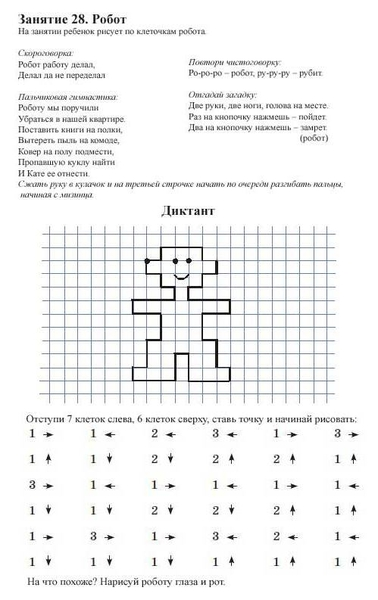 Занятие 28. Робот
На занятии ребенок рисует по клеточкам робота.
Скороговорка:
Робот работу делал,
Делал да не переделал
Пальчиковая гимнастика:
Роботу мы поручили
Убраться в нашей квартире.
Поставить книги на полки,
Вытереть пыль на комоде,
Ковер на полу подмести,
Пропавшую куклу найти
И Кате ее отнести.
Повтори чистоговорку:
Ро-ро-ро – робот, ру-ру-ру – рубит.
Отгадай загадку:
Две руки, две ноги, голова на месте.
Раз на кнопочку нажмешь – пойдет.
Два на кнопочку нажмешь – замрет.
(робот)
Сжать руку в кулачок и на третьей строчке начать по очереди разгибать пальцы,
начиная с мизинца.
Диктант
Отступи 7 клеток слева, 6 клеток сверху, ставь точку и начинай рисовать:
1 → 1 ← 2 ← 3 ← 1 → 3 →
1 ↑ 1 ↓ 2 ↓ 2 ↑ 2 ↓ 1 ↑
3 → 1 ← 1 → 1 ← 1 → 1 ←
1 ↑ 1 ↓ 2 ↓ 2 ↓ 2 ↑ 1 ↑
1 → 3 → 1 → 3 ← 2 ← 1 ←
1 ↓ 1 ↓ 1 ↓ 1 ↑ 1 ↑ 1 ↑
На что похоже? Нарисуй роботу глаза и рот.